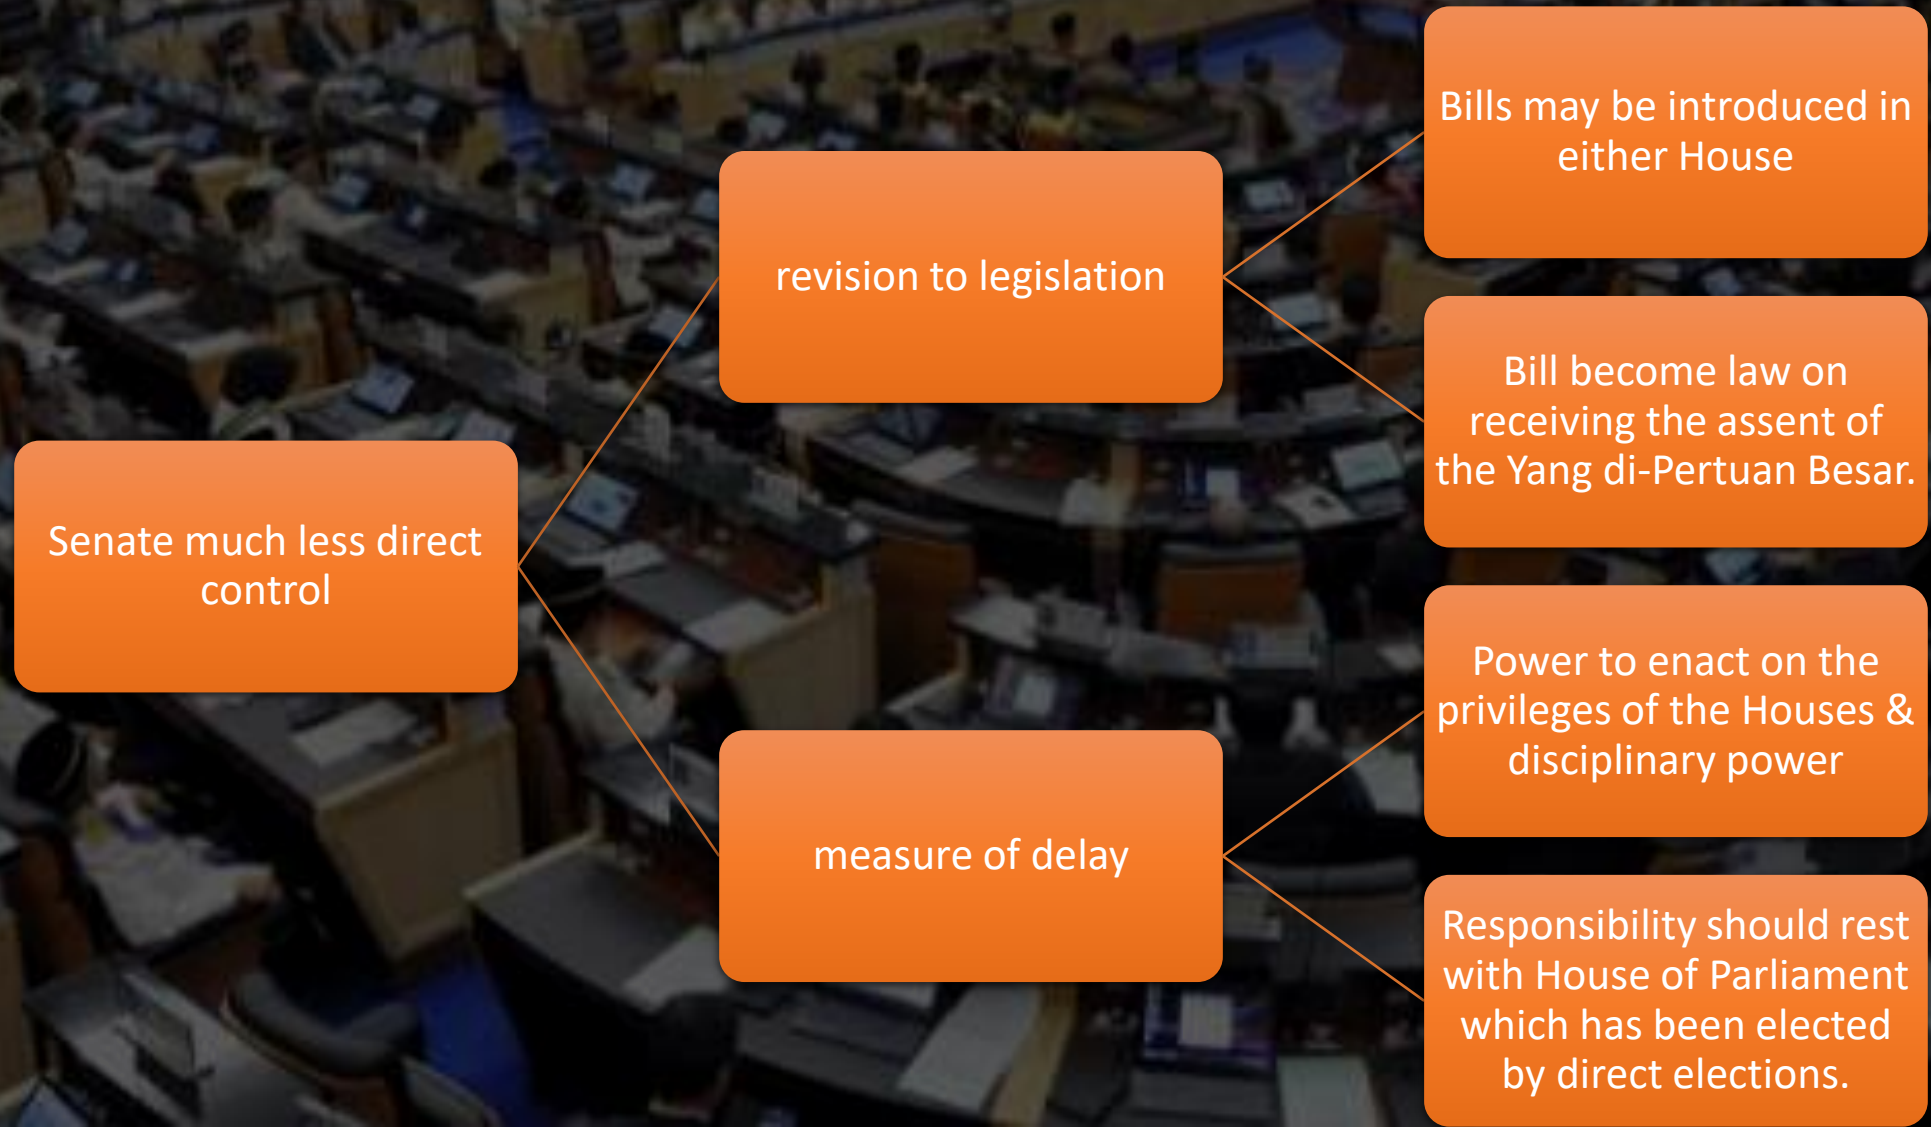 Senate much less direct
control
revision to legislation
measure of delay
Bills may be introduced in
either House
Bill become law on
receiving the assent of
the Yang di-Pertuan Besar.
Power to enact on the
privileges of the Houses &
disciplinary power
Responsibility should rest
with House of Parliament
which has been elected
by direct elections.